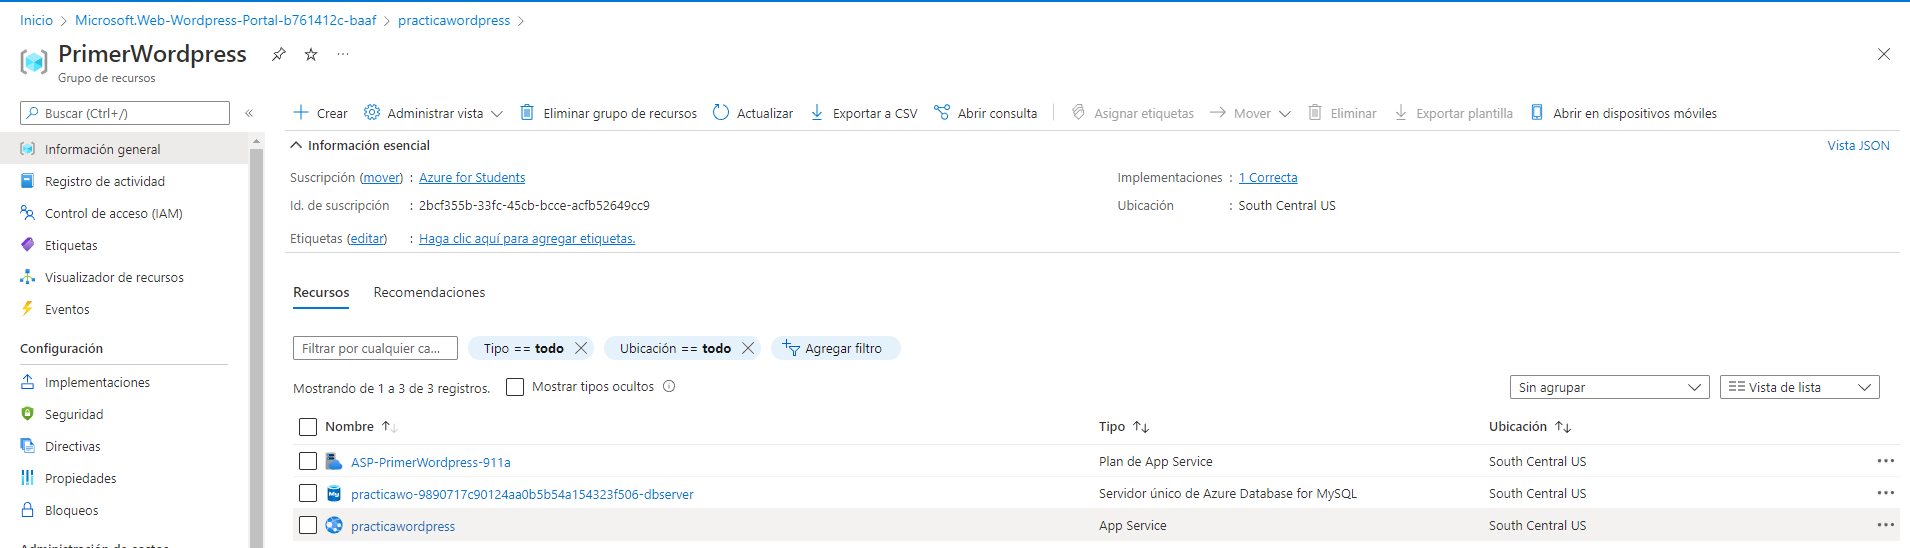 Inicio > Microsoft.Web-Wordpress-Portal-b761412c-baaf > practicawordpress >
PrimerWordpress
Grupo de recursos
Buscar (Ctrl+/)
Crear Administrar vista Eliminar grupo de recursos Actualizar Exportar a CSV Abrir consulta Asignar etiquetas Mover Eliminar Exportar plantilla Abrir en dispositivos móviles
Información general
Registro de actividad
Control de acceso (IAM)
Etiquetas
Visualizador de recursos
Eventos
Configuración
Implementaciones
Seguridad
Directivas
Propiedades
Bloqueos
Administración de costos
Información esencial
Vista JSON
Suscripción (mover) : Azure for Students
Implementaciones : 1 Correcta
Id. de suscripción : 2bcf355b-33fc-45cb-bcce-acfb52649cc9
Ubicación : South Central US
Etiquetas (editar) : Haga clic aquí para agregar etiquetas.
Recursos Recomendaciones
Filtrar por cualquier ca... Tipo == todo Ubicación == todo Agregar filtro
Mostrando de 1 a 3 de 3 registros. Mostrar tipos ocultos
Sin agrupar Vista de lista
Nombre Tipo Ubicación
ASP-PrimerWordpress-911a Plan de App Service South Central US
practicawo-9890717c90124aa0b5b54a154323f506-dbserver Servidor único de Azure Database for MySQL South Central US
practicawordpress App Service South Central US